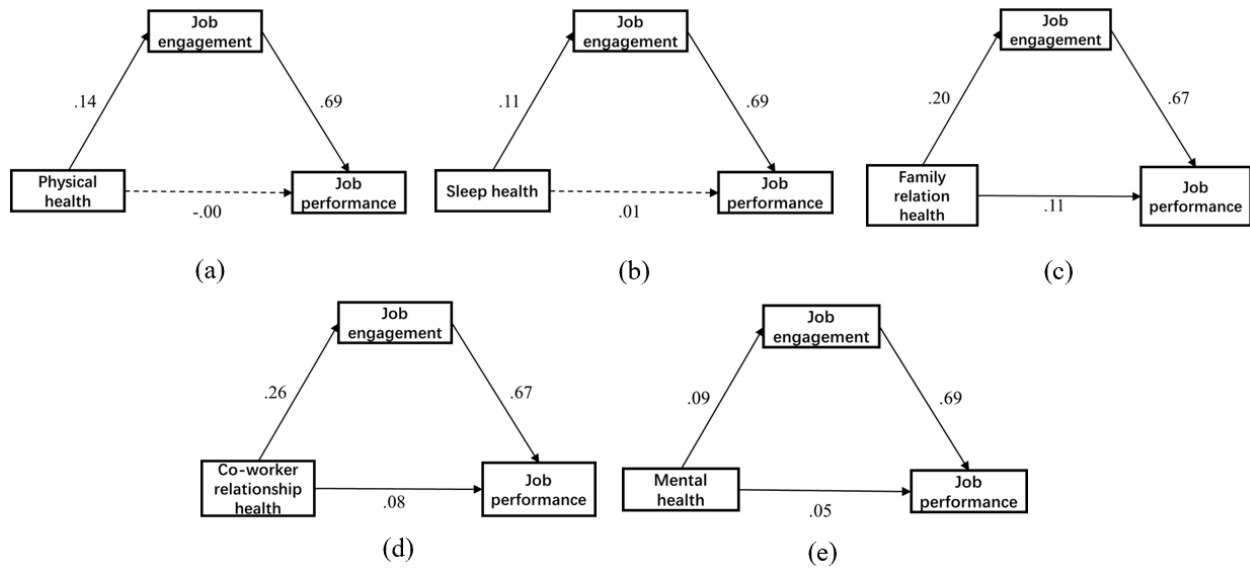 Job
engagement
.14
.69
Physical
health
-.00
Job
performance
(a)
Job
engagement
.11
.69
Sleep health
.01
Job
performance
(b)
Job
engagement
.20
.67
Family
relation
health
.11
Job
performance
(c)
Job
engagement
.26
.67
Co-worker
relationship
health
.08
Job
performance
(d)
Job
engagement
.09
.69
Mental
health
.05
Job
performance
(e)